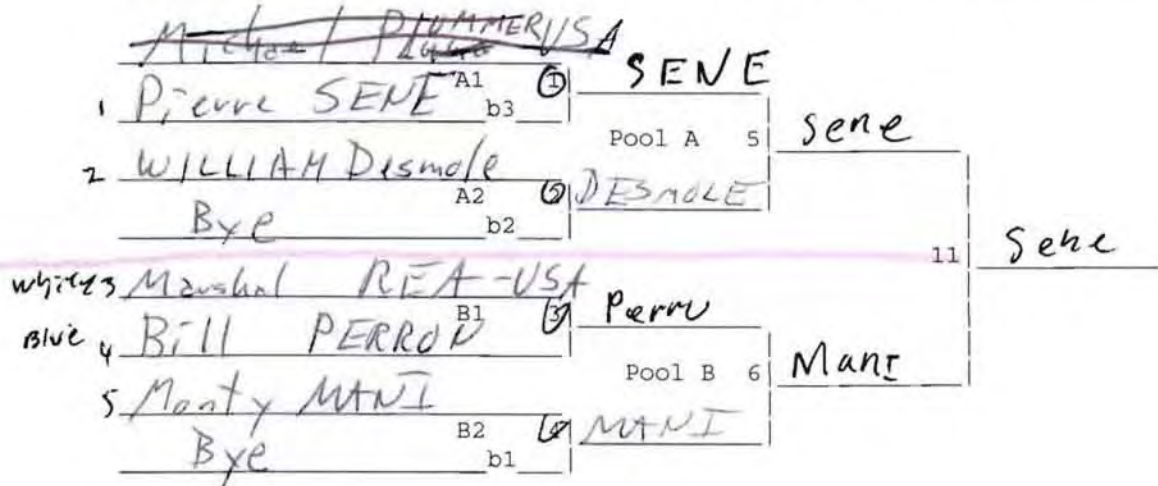 Michael PLUMMER USA
A1 1 SENE
1 Pierre SENE b3
Pool A 5 sene
2 WILLIAM Desmole
A2 2 DESMOLE
Bye b2
11 Sene
white 3 Marshal REA-USA
B1 3 Perru
Blue 4 Bill PERRON
Pool B 6 Mani
5 Monty MANI
B2 4 MANI
Bye b1